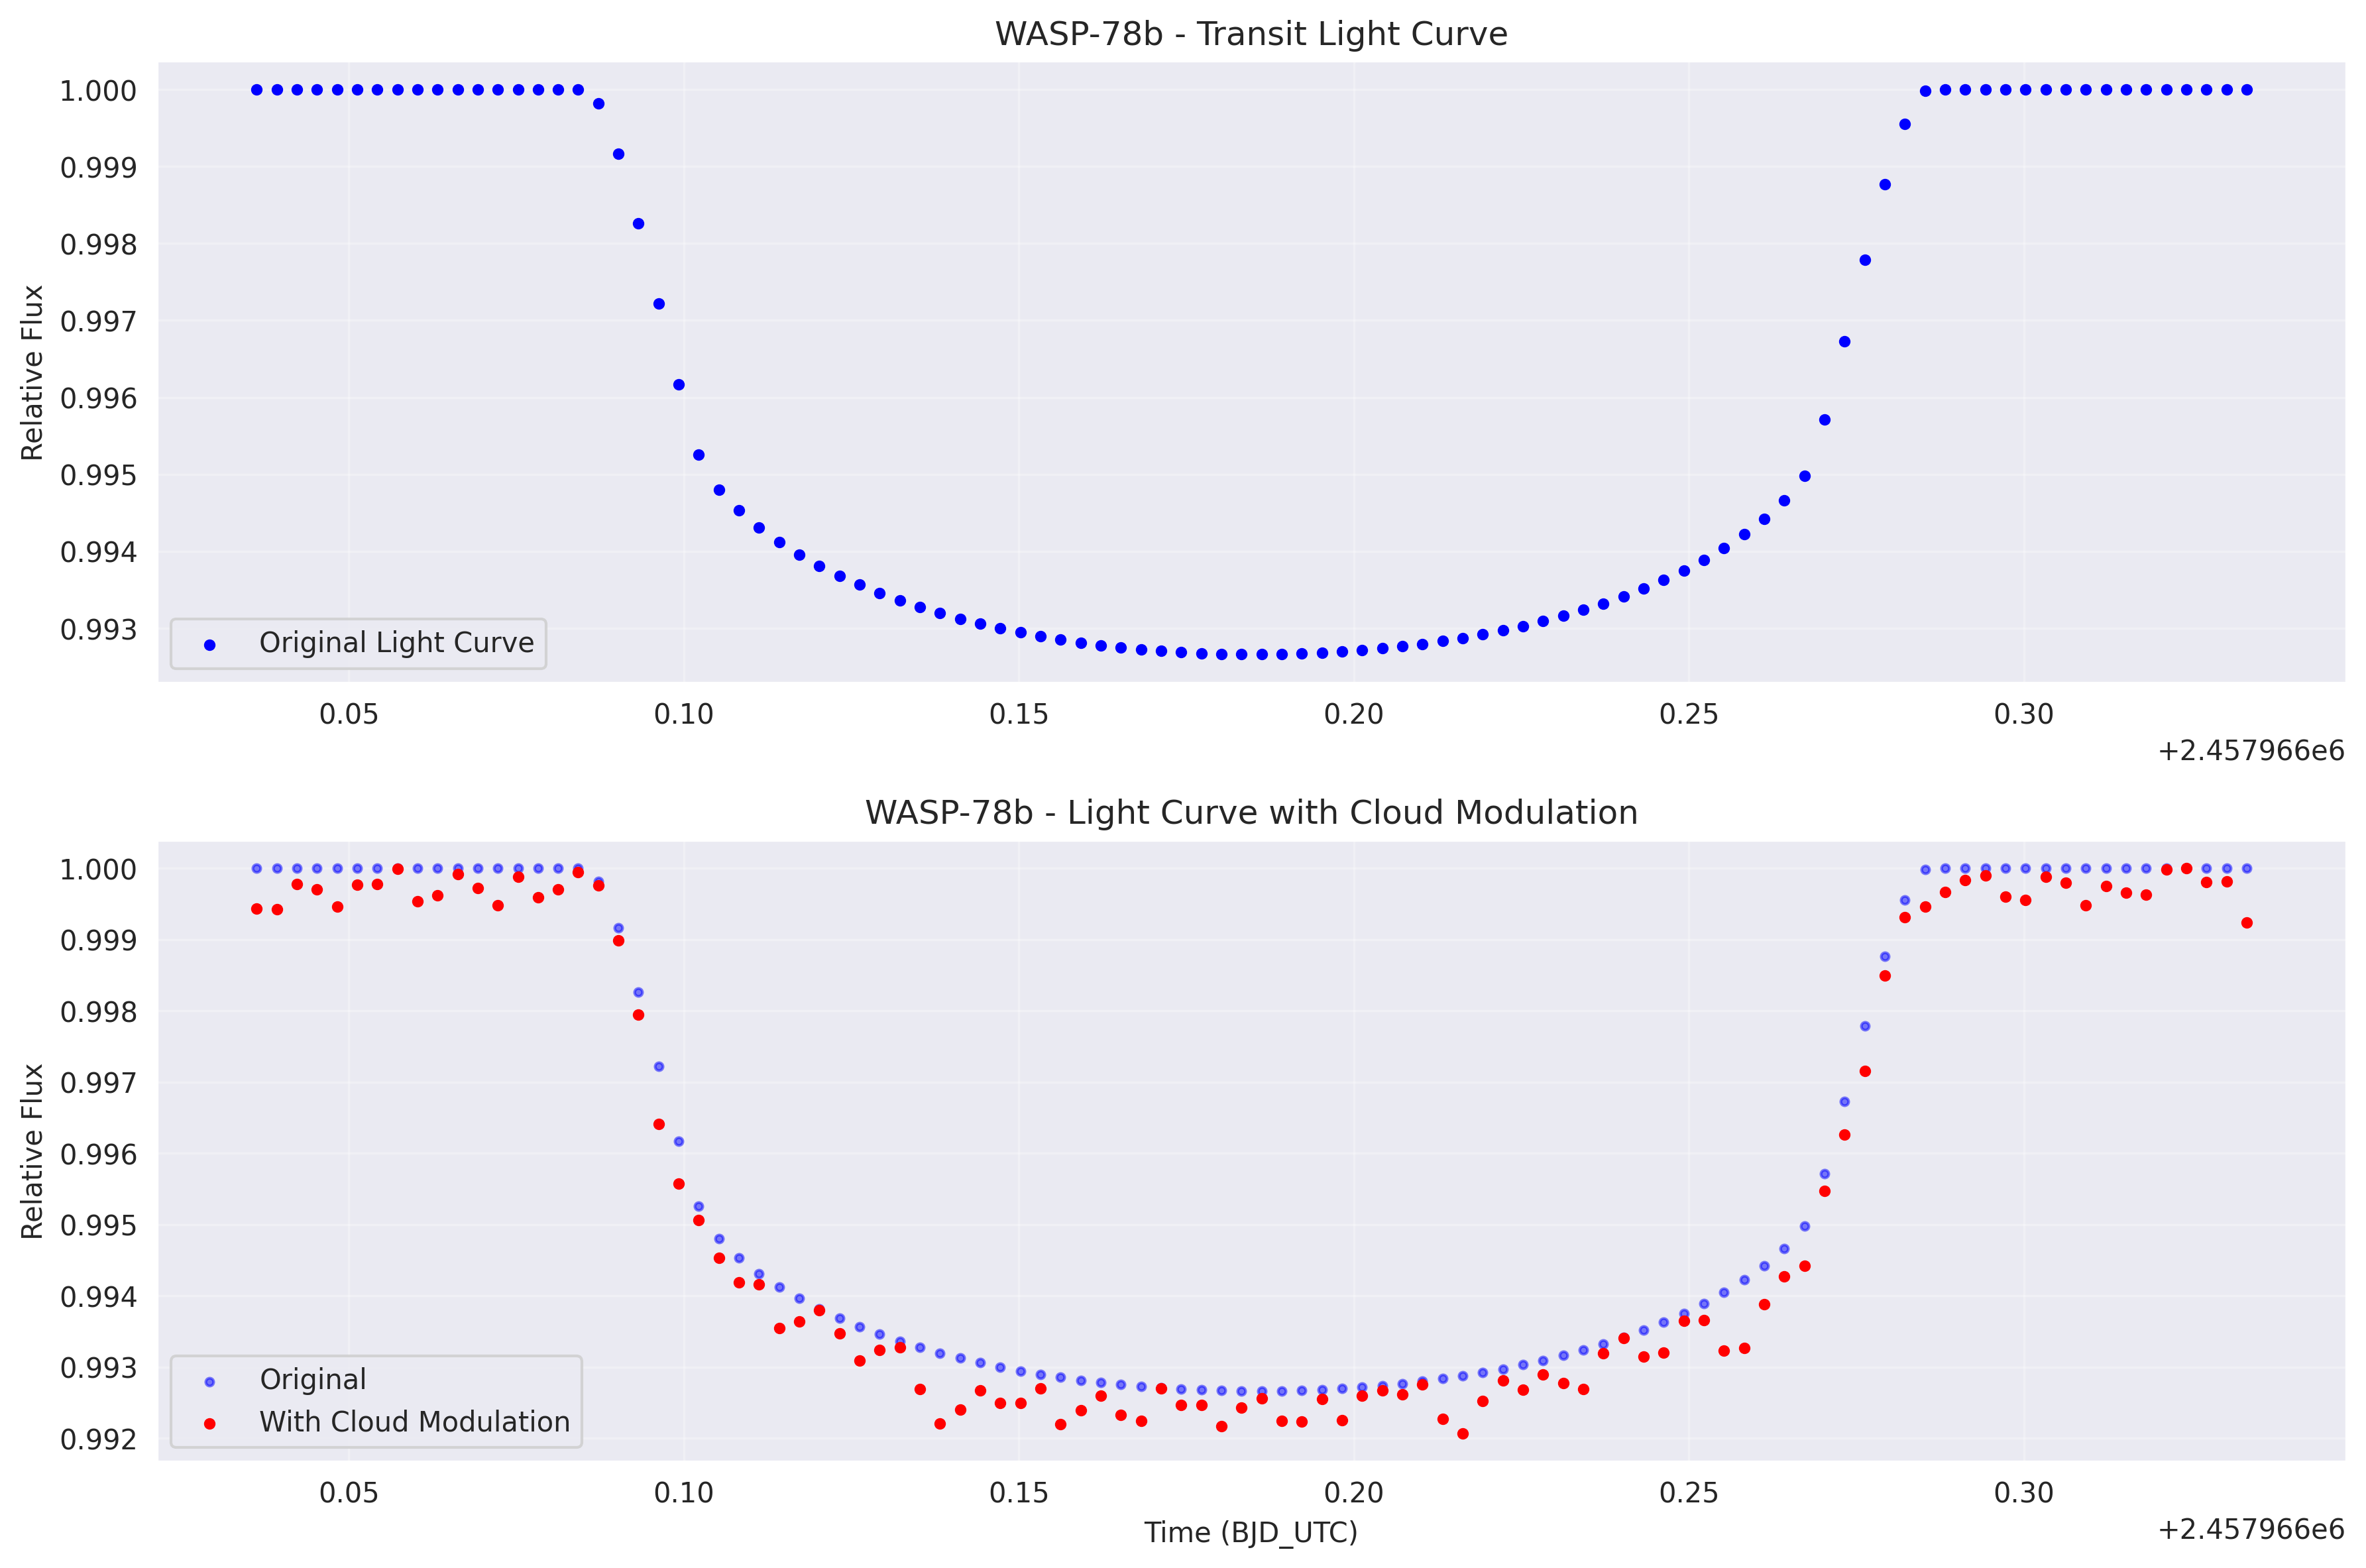 WASP-78b - Transit Light Curve
Relative Flux
1.000
0.999
0.998
0.997
0.996
0.995
0.994
0.993
Original Light Curve
0.05 0.10 0.15 0.20 0.25 0.30
+2.457966e6
WASP-78b - Light Curve with Cloud Modulation
Relative Flux
1.000
0.999
0.998
0.997
0.996
0.995
0.994
0.993
0.992
Original
With Cloud Modulation
0.05 0.10 0.15 0.20 0.25 0.30
Time (BJD_UTC)
+2.457966e6